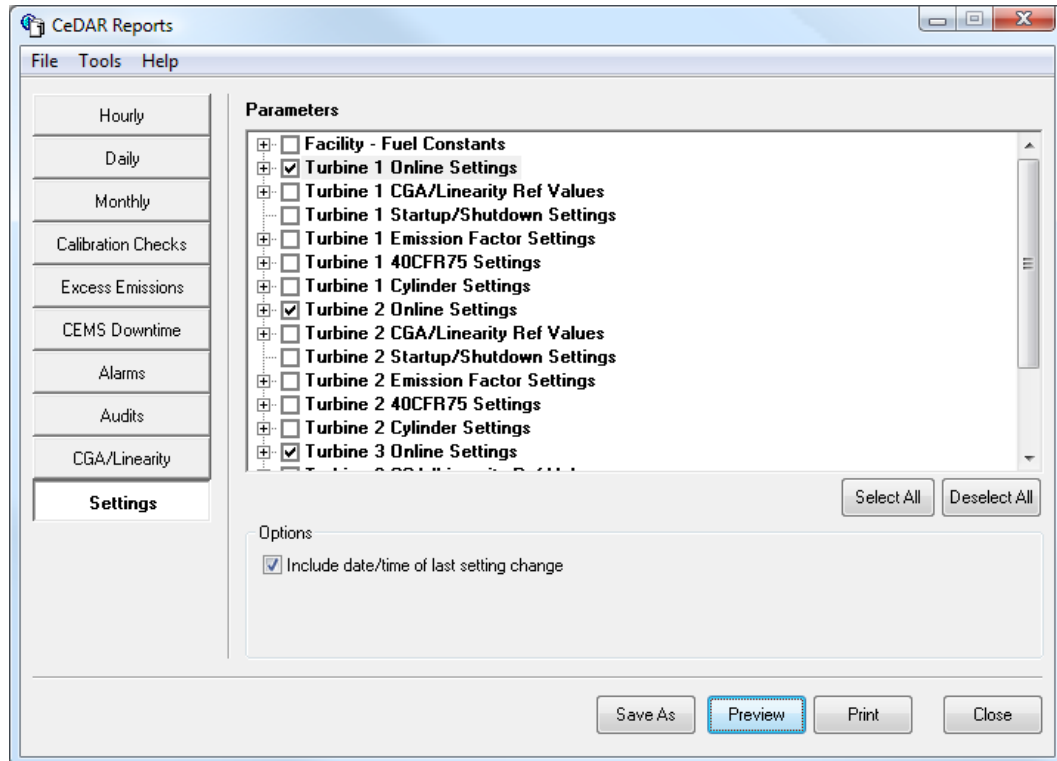 CeDAR Reports
File Tools Help
Hourly
Daily
Monthly
Calibration Checks
Excess Emissions
CEMS Downtime
Alarms
Audits
CGA/Linearity
Settings
Parameters
Facility - Fuel Constants
Turbine 1 Online Settings
Turbine 1 CGA/Linearity Ref Values
Turbine 1 Startup/Shutdown Settings
Turbine 1 Emission Factor Settings
Turbine 1 40CFR75 Settings
Turbine 1 Cylinder Settings
Turbine 2 Online Settings
Turbine 2 CGA/Linearity Ref Values
Turbine 2 Startup/Shutdown Settings
Turbine 2 Emission Factor Settings
Turbine 2 40CFR75 Settings
Turbine 2 Cylinder Settings
Turbine 3 Online Settings
Select All Deselect All
Options
Include date/time of last setting change
Save As Preview Print Close